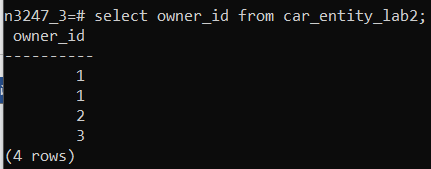 n3247_3=# select owner_id from car_entity_lab2;
owner_id
----------
1
1
2
3
(4 rows)